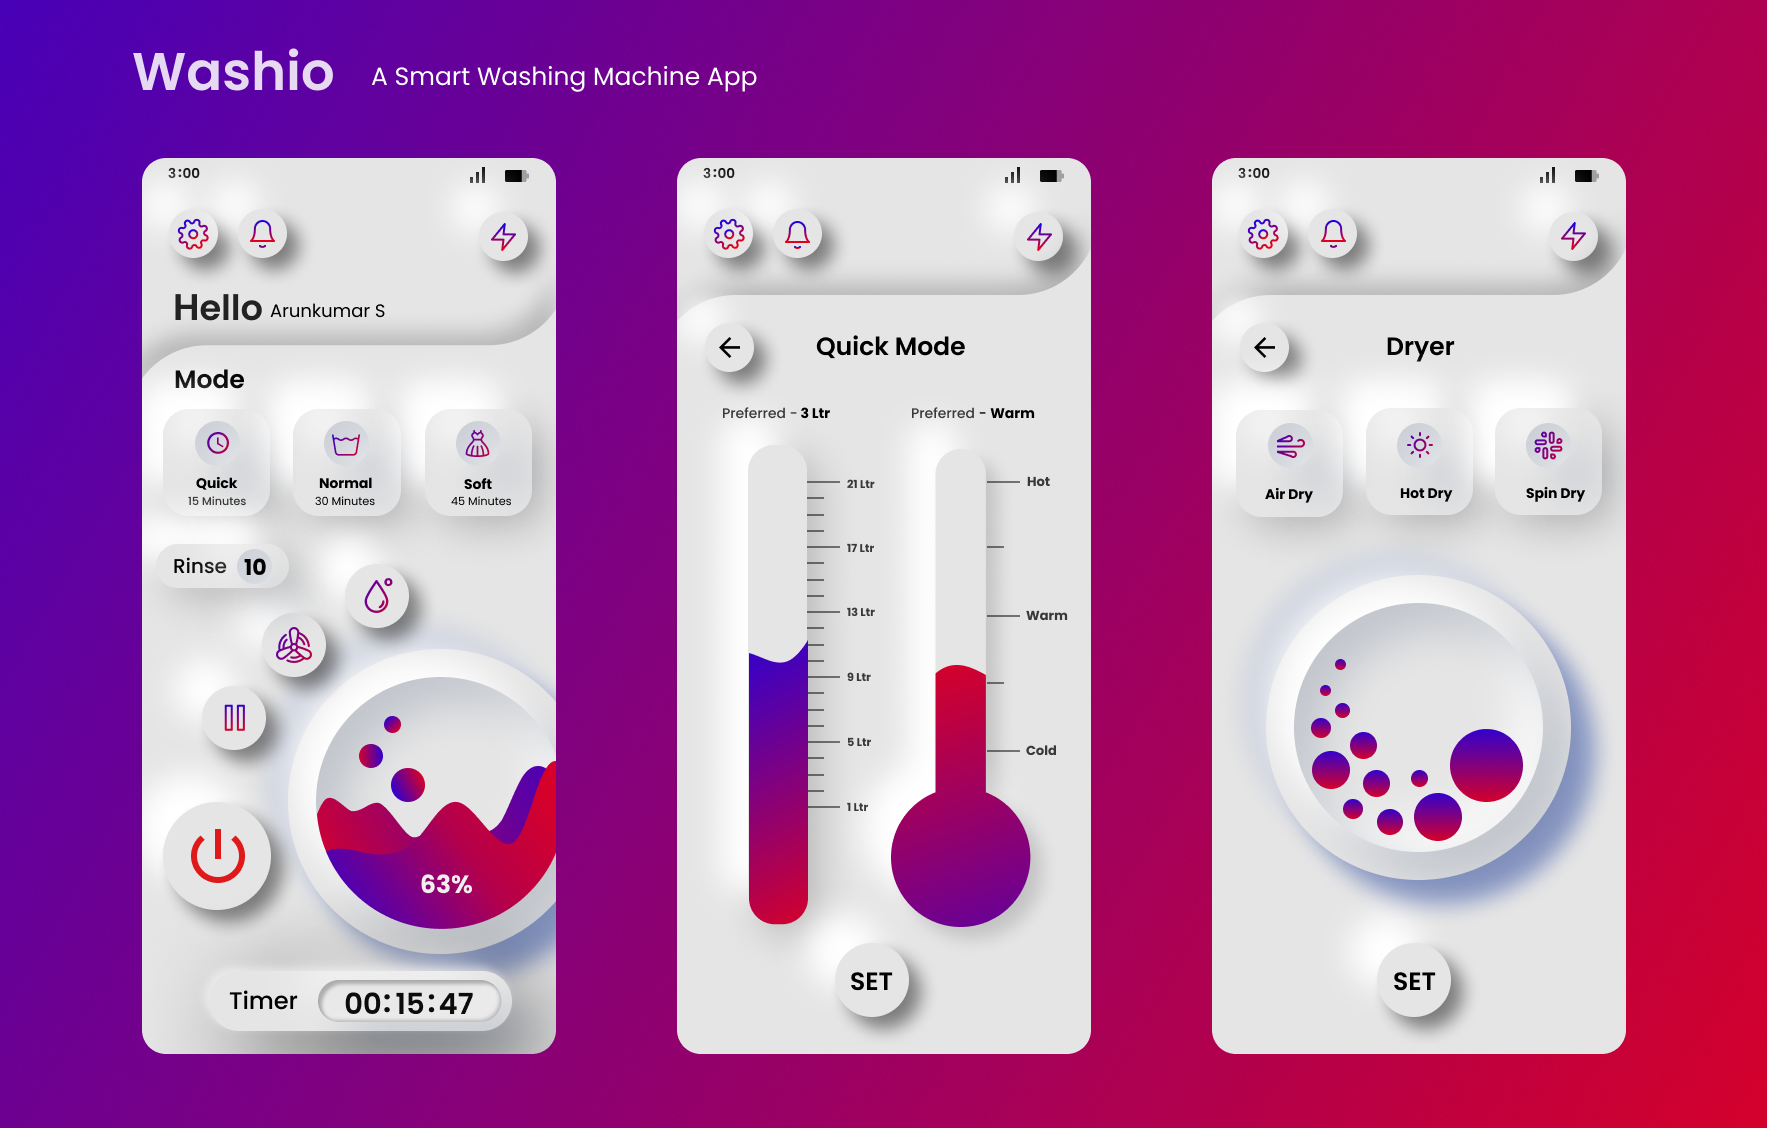 Washio
A Smart Washing Machine App
3:00
Hello Arunkumar S
Mode
Quick
15 Minutes
Normal
30 Minutes
Soft
45 Minutes
Rinse 10
63%
Timer 00:15:47
3:00
Quick Mode
Preferred - 3 Ltr
21 Ltr
17 Ltr
13 Ltr
9 Ltr
5 Ltr
1 Ltr
Preferred - Warm
Hot
Warm
Cold
SET
3:00
Dryer
Air Dry
Hot Dry
Spin Dry
SET